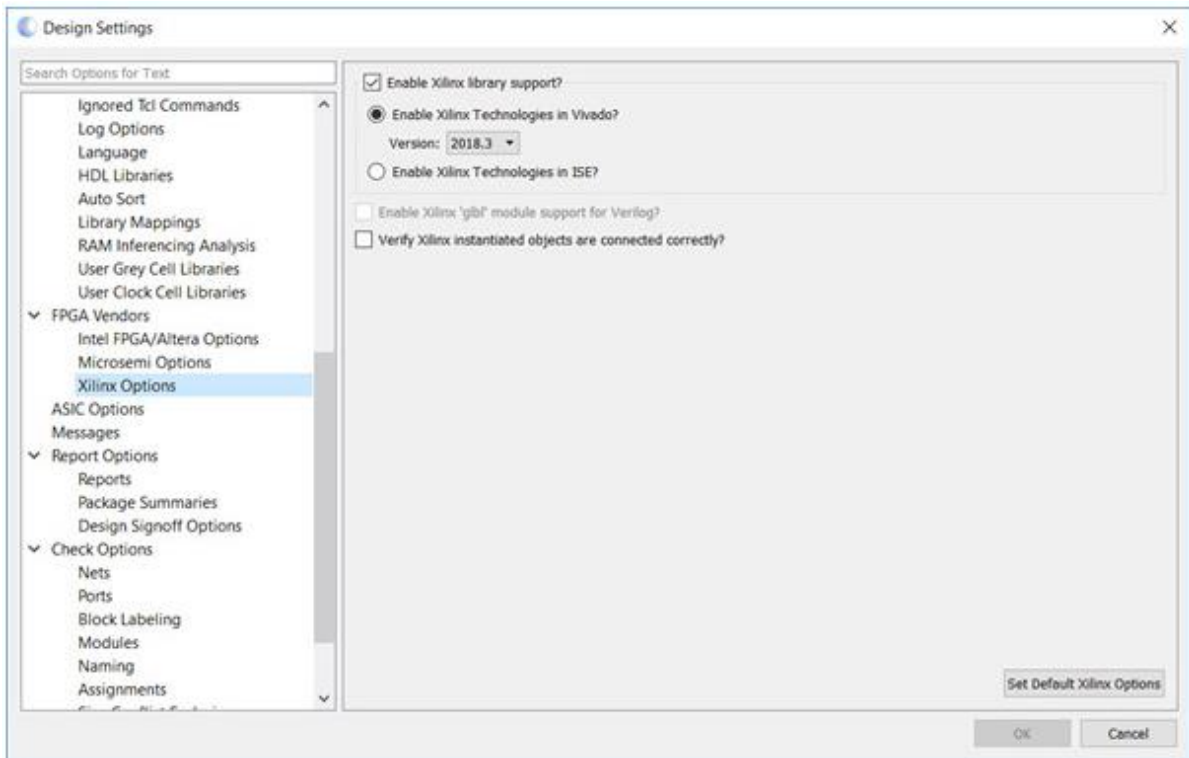 Design Settings
Search Options for Text
Ignored Tcl Commands
Log Options
Language
HDL Libraries
Auto Sort
Library Mappings
RAM Inferencing Analysis
User Grey Cell Libraries
User Clock Cell Libraries
FPGA Vendors
Intel FPGA/Altera Options
Microsemi Options
Xilinx Options
ASIC Options
Messages
Report Options
Reports
Package Summaries
Design Signoff Options
Check Options
Nets
Ports
Block Labeling
Modules
Naming
Assignments
Enable Xilinx library support?
Enable Xilinx Technologies in Vivado?
Version: 2018.3
Enable Xilinx Technologies in ISE?
Enable Xilinx 'glbl' module support for Verilog?
Verify Xilinx instantiated objects are connected correctly?
Set Default Xilinx Options
OK
Cancel